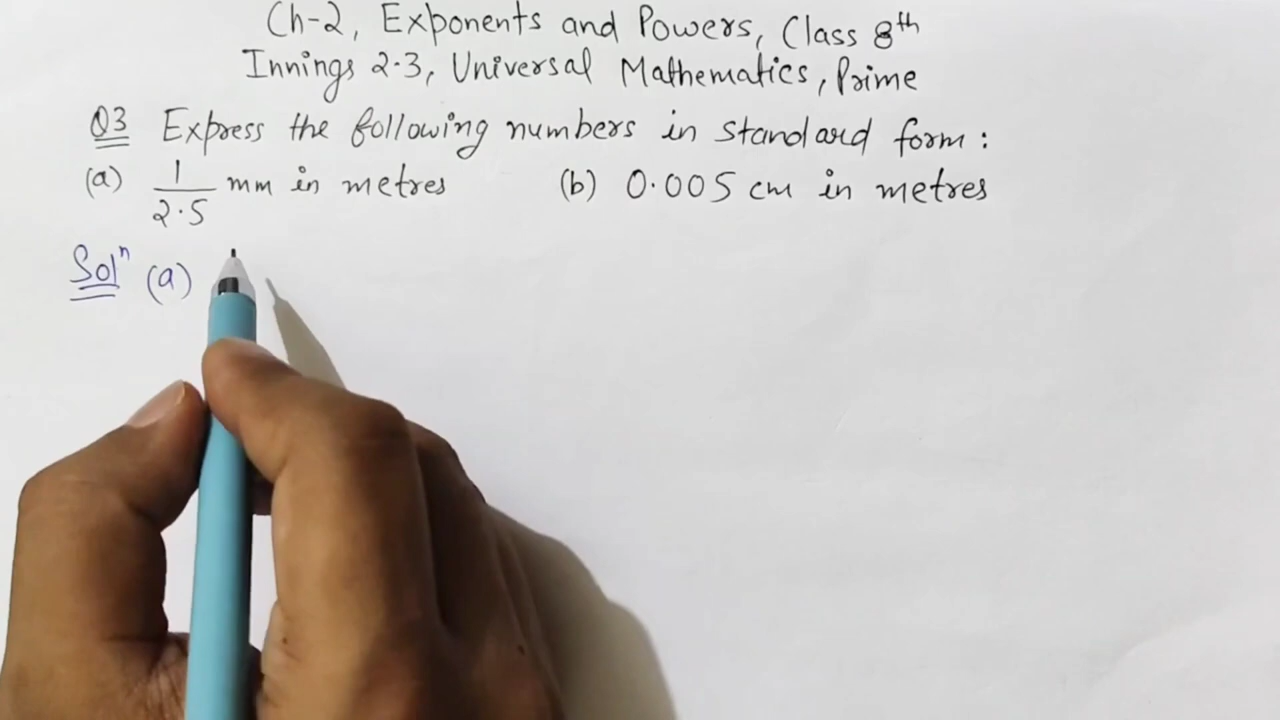 Ch-2, Exponents and Powers, Class 8th
Innings 2.3, Universal Mathematics, Prime
Q3 Express the following numbers in standard form :
(a) 1/2.5 mm in metres (b) 0.005 cm in metres
Solⁿ (a)